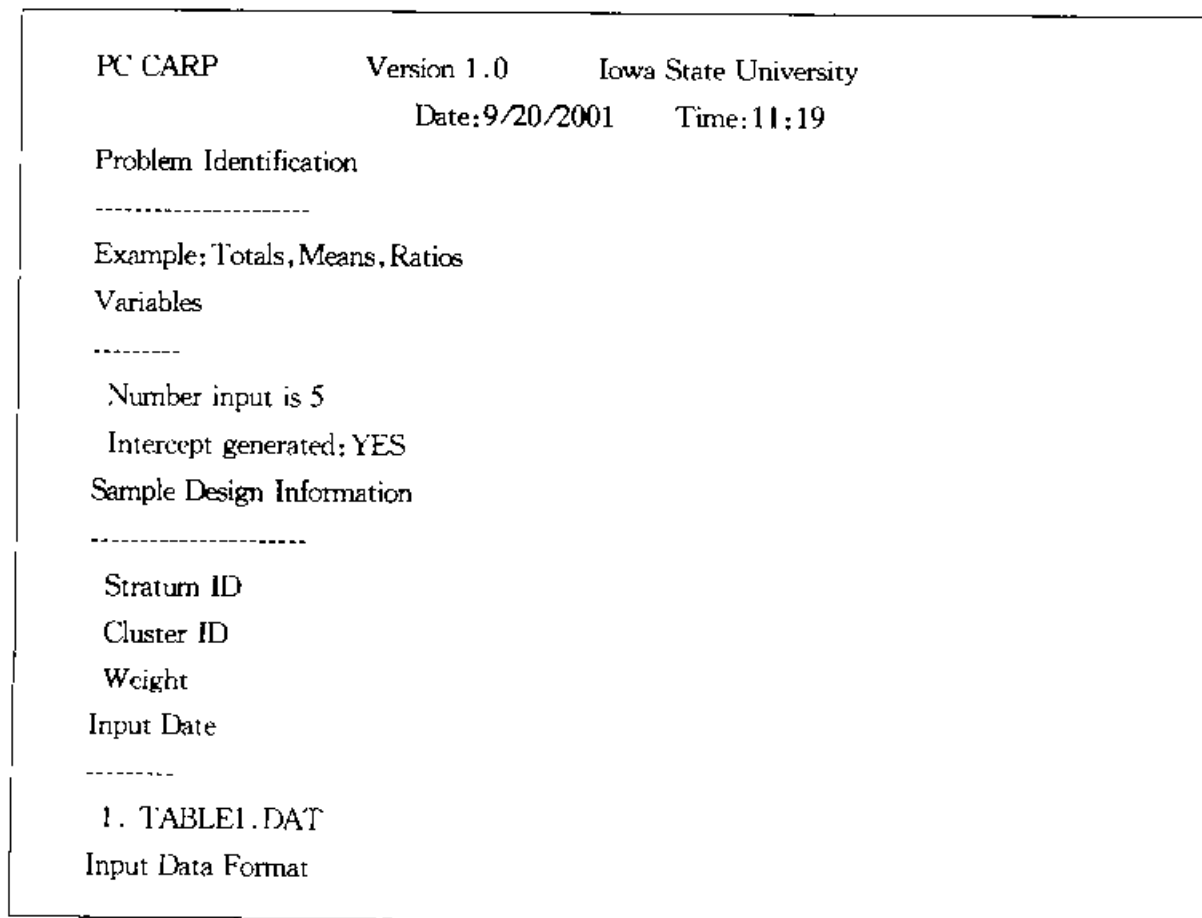 PC CARP Version 1.0 Iowa State University
Date:9/20/2001 Time:11:19
Problem Identification
-----------------------
Example:Totals,Means,Ratios
Variables
---------
Number input is 5
Intercept generated:YES
Sample Design Information
-----------------------
Stratum ID
Cluster ID
Weight
Input Date
---------
1. TABLE1.DAT
Input Data Format